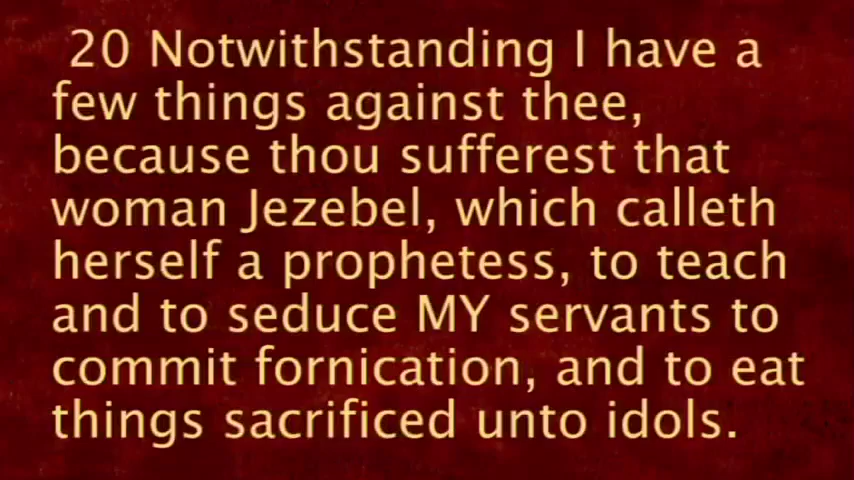 20 Notwithstanding I have a
few things against thee,
because thou sufferest that
woman Jezebel, which calleth
herself a prophetess, to teach
and to seduce MY servants to
commit fornication, and to eat
things sacrificed unto idols.